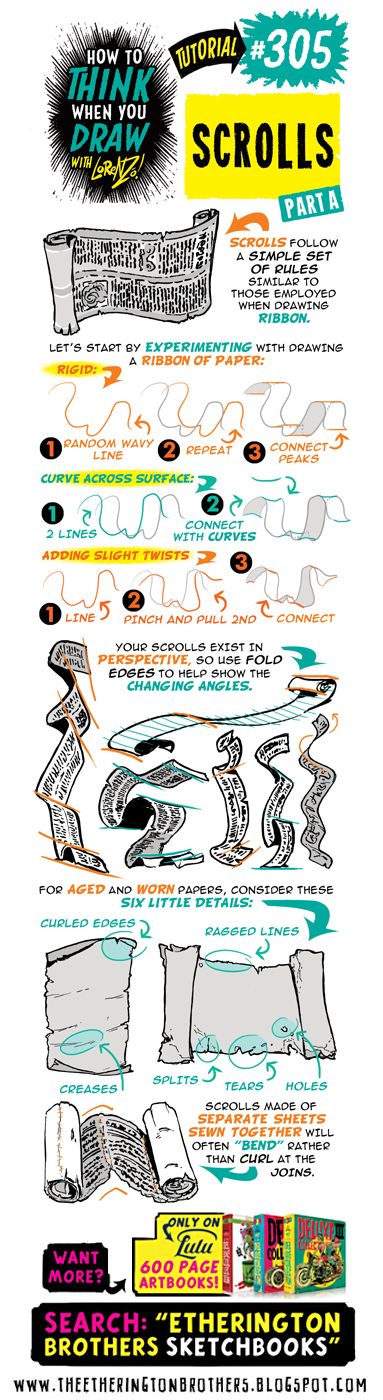 HOW TO
THINK
WHEN YOU
DRAW
WITH LORENZO!
TUTORIAL
#305
SCROLLS
PART A
SCROLLS FOLLOW
A SIMPLE SET
OF RULES
SIMILAR TO
THOSE EMPLOYED
WHEN DRAWING
RIBBON.
LET'S START BY EXPERIMENTING WITH DRAWING
A RIBBON OF PAPER:
RIGID:
1 RANDOM WAVY
LINE
2 REPEAT
3 CONNECT
PEAKS
CURVE ACROSS SURFACE:
1
2 LINES
2
CONNECT
WITH CURVES
ADDING SLIGHT TWISTS
1 LINE
2
PINCH AND PULL 2ND
3
CONNECT
YOUR SCROLLS EXIST IN
PERSPECTIVE, SO USE FOLD
EDGES TO HELP SHOW THE
CHANGING ANGLES.
FOR AGED AND WORN PAPERS, CONSIDER THESE
SIX LITTLE DETAILS:
CURLED EDGES
RAGGED LINES
CREASES
SPLITS
TEARS
HOLES
SCROLLS MADE OF
SEPARATE SHEETS
SEWN TOGETHER WILL
OFTEN "BEND" RATHER
THAN CURL AT THE
JOINS.
WANT
MORE?
ONLY ON
Lulu
600 PAGE
ARTBOOKS!
SEARCH: "ETHERINGTON
BROTHERS SKETCHBOOKS"
WWW.THEETHERINGTONBROTHERS.BLOGSPOT.COM